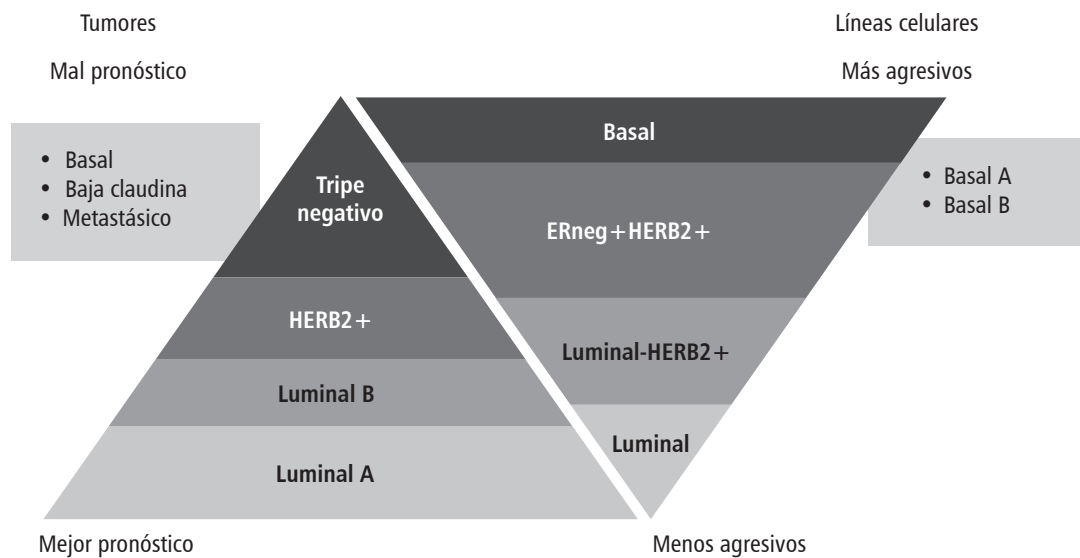 Tumores
Mal pronóstico
• Basal
• Baja claudina
• Metastásico
Tripe
negativo
HERB2+
Luminal B
Luminal A
Mejor pronóstico
Líneas celulares
Más agresivos
Basal
ERneg+HERB2+
Luminal-HERB2+
Luminal
• Basal A
• Basal B
Menos agresivos